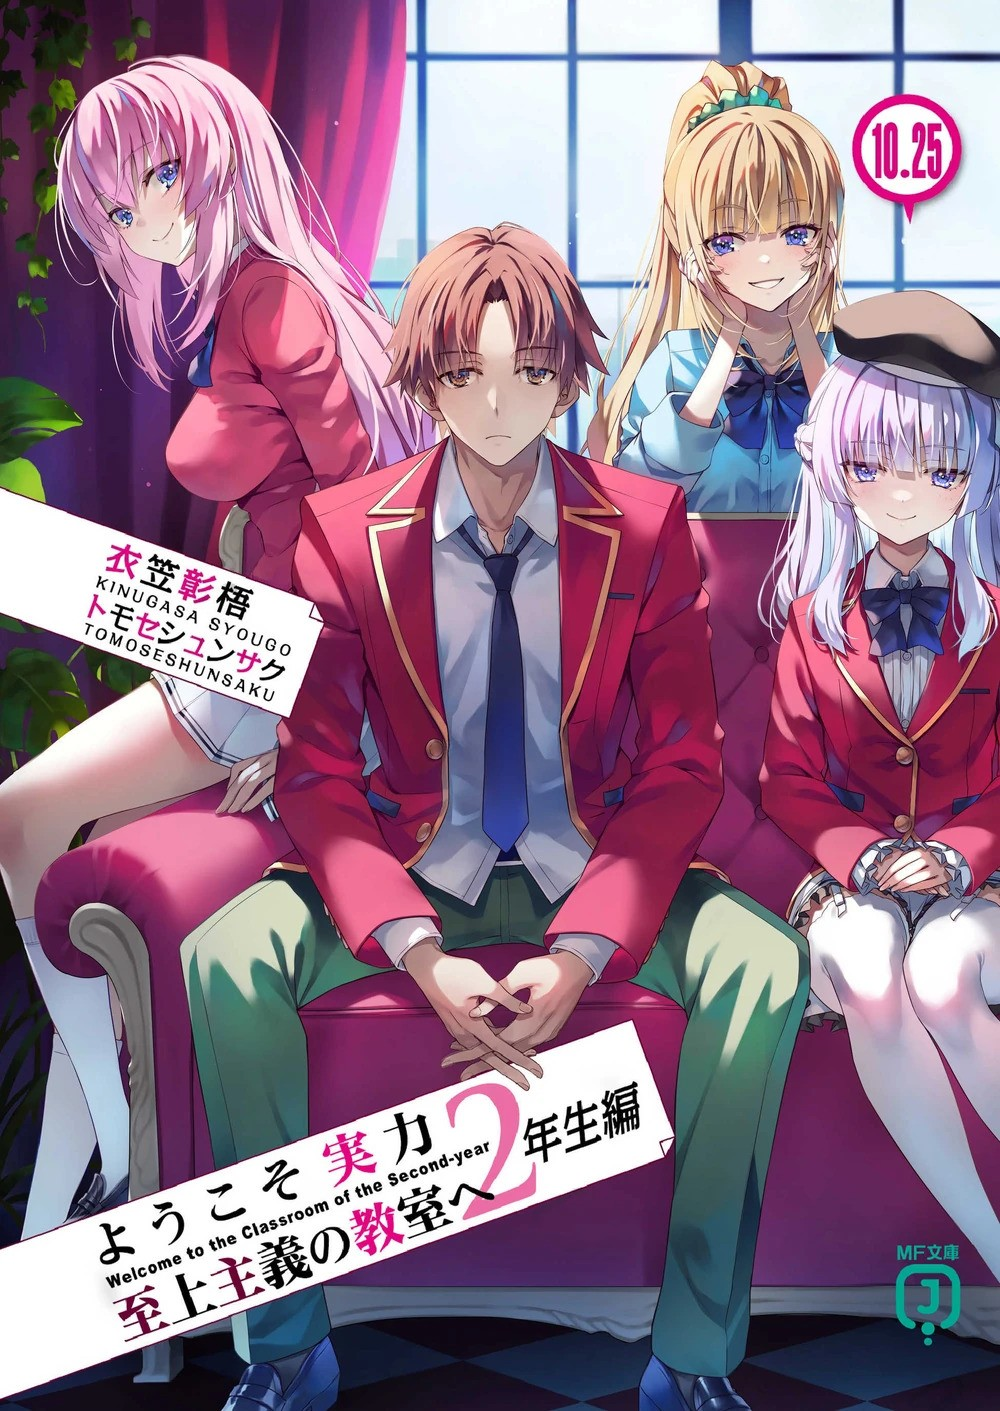 10.25
衣笠彰梧
KINUGASA SYOUGO
トモセシュンサク
TOMOSESHUNSAKU
ようこそ実力
Welcome to the Classroom of the Second-year
至上主義の教室へ
2年生編
MF文庫
J